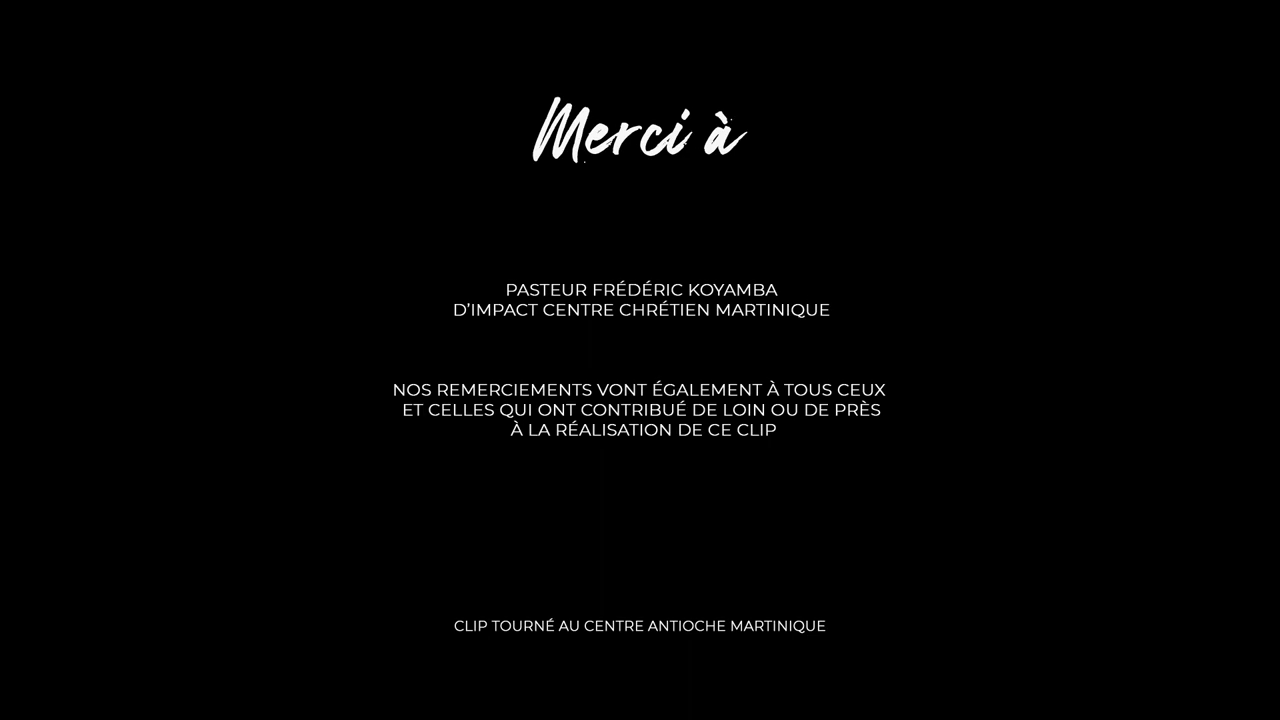 Merci à
PASTEUR FRÉDÉRIC KOYAMBA
D’IMPACT CENTRE CHRÉTIEN MARTINIQUE
NOS REMERCIEMENTS VONT ÉGALEMENT À TOUS CEUX
ET CELLES QUI ONT CONTRIBUÉ DE LOIN OU DE PRÈS
À LA RÉALISATION DE CE CLIP
CLIP TOURNÉ AU CENTRE ANTIOCHE MARTINIQUE